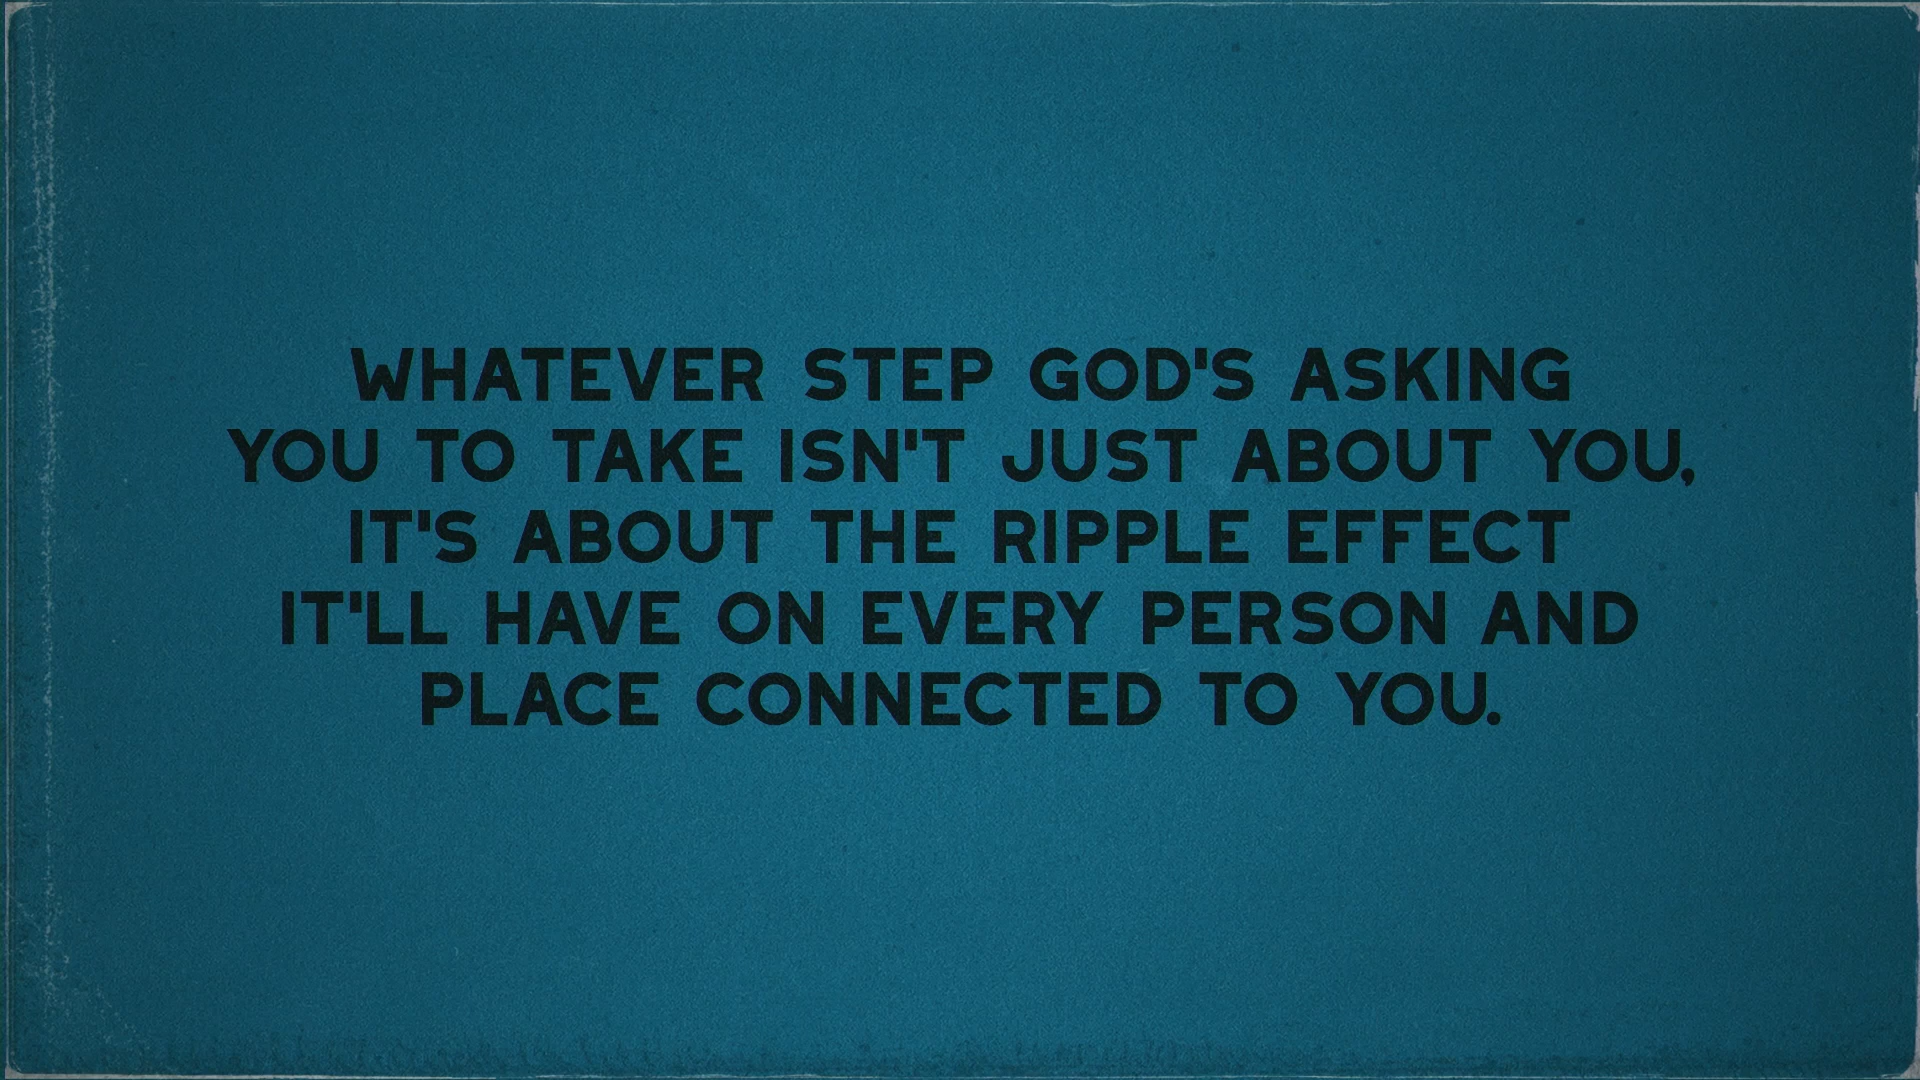 WHATEVER STEP GOD'S ASKING
YOU TO TAKE ISN'T JUST ABOUT YOU,
IT'S ABOUT THE RIPPLE EFFECT
IT'LL HAVE ON EVERY PERSON AND
PLACE CONNECTED TO YOU.